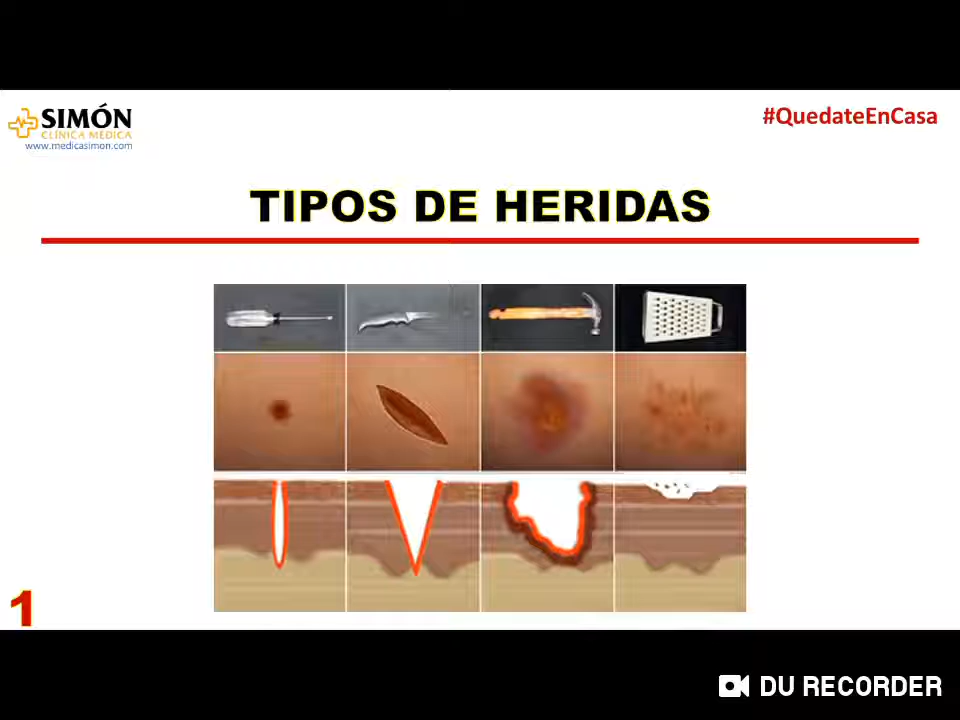 SIMÓN
CLÍNICA MÉDICA
www.medicasimon.com
#QuedateEnCasa
TIPOS DE HERIDAS
1
DU RECORDER